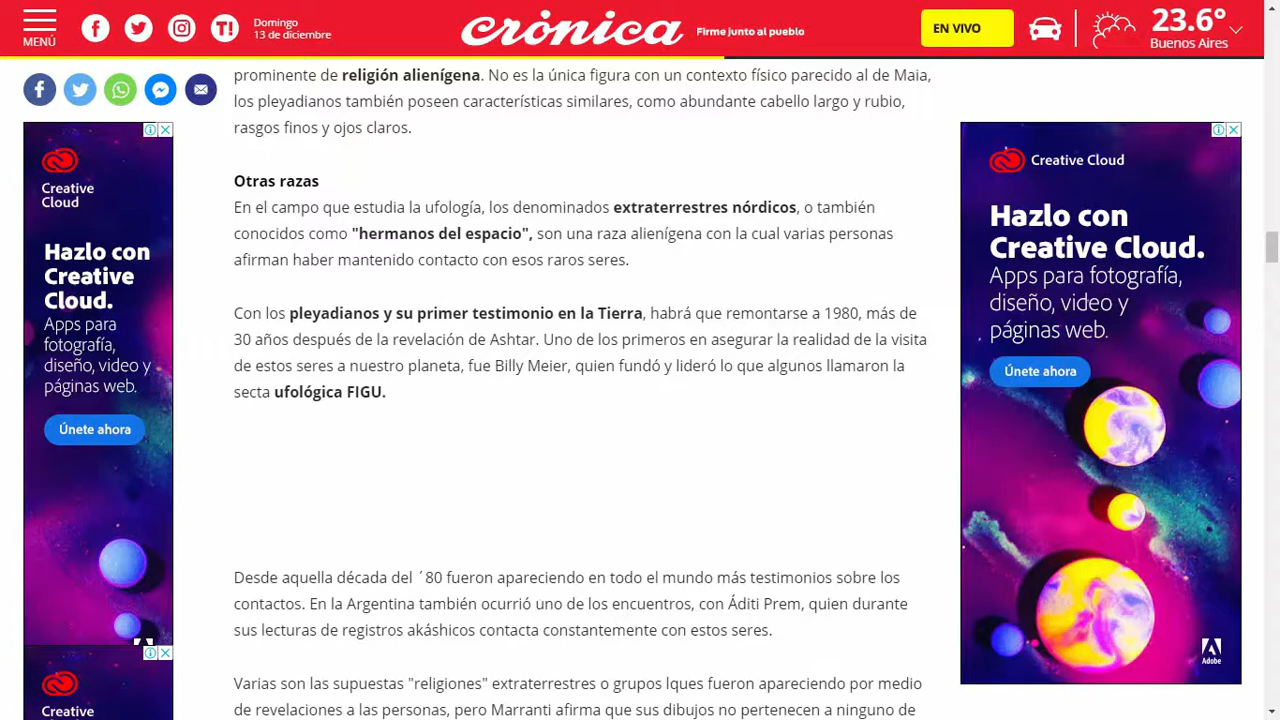 MENÚ
Domingo
13 de diciembre
crónica
Firme junto al pueblo
EN VIVO
23.6°
Buenos Aires
prominente de religión alienígena. No es la única figura con un contexto físico parecido al de Maia,
los pleyadianos también poseen características similares, como abundante cabello largo y rubio,
rasgos finos y ojos claros.
Otras razas
En el campo que estudia la ufología, los denominados extraterrestres nórdicos, o también
conocidos como "hermanos del espacio", son una raza alienígena con la cual varias personas
afirman haber mantenido contacto con esos raros seres.
Con los pleyadianos y su primer testimonio en la Tierra, habrá que remontarse a 1980, más de
30 años después de la revelación de Ashtar. Uno de los primeros en asegurar la realidad de la visita
de estos seres a nuestro planeta, fue Billy Meier, quien fundó y lideró lo que algunos llamaron la
secta ufológica FIGU.
Desde aquella década del ´80 fueron apareciendo en todo el mundo más testimonios sobre los
contactos. En la Argentina también ocurrió uno de los encuentros, con Áditi Prem, quien durante
sus lecturas de registros akáshicos contacta constantemente con estos seres.
Varias son las supuestas "religiones" extraterrestres o grupos lques fueron apareciendo por medio
de revelaciones a las personas, pero Marranti afirma que sus dibujos no pertenecen a ninguno de
Creative
Cloud
Hazlo con
Creative
Cloud.
Apps para
fotografía,
diseño, video y
páginas web.
Únete ahora
Creative
Creative Cloud
Hazlo con
Creative Cloud.
Apps para fotografía,
diseño, video y
páginas web.
Únete ahora
Adobe